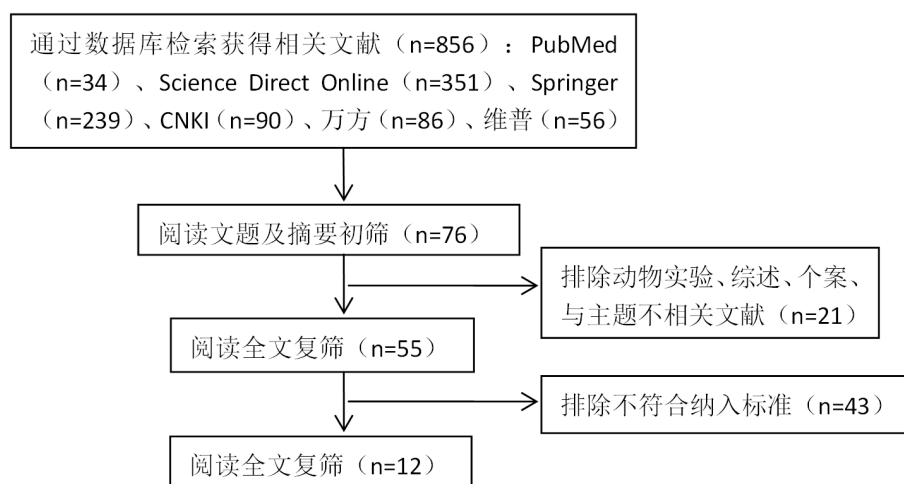 通过数据库检索获得相关文献（n=856）：PubMed
（n=34）、Science Direct Online（n=351）、Springer
（n=239）、CNKI（n=90）、万方（n=86）、维普（n=56）
阅读文题及摘要初筛（n=76）
排除动物实验、综述、个案、
与主题不相关文献（n=21）
阅读全文复筛（n=55）
排除不符合纳入标准（n=43）
阅读全文复筛（n=12）